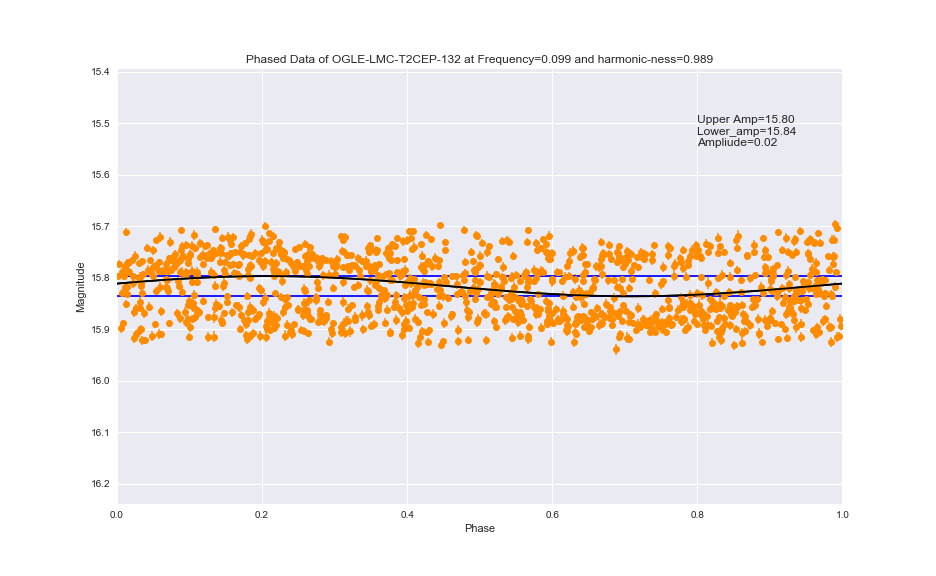 Phased Data of OGLE-LMC-T2CEP-132 at Frequency=0.099 and harmonic-ness=0.989
15.4
15.5
15.6
15.7
15.8
15.9
16.0
16.1
16.2
Magnitude
Upper Amp=15.80
Lower_amp=15.84
Ampliude=0.02
0.0 0.2 0.4 0.6 0.8 1.0
Phase